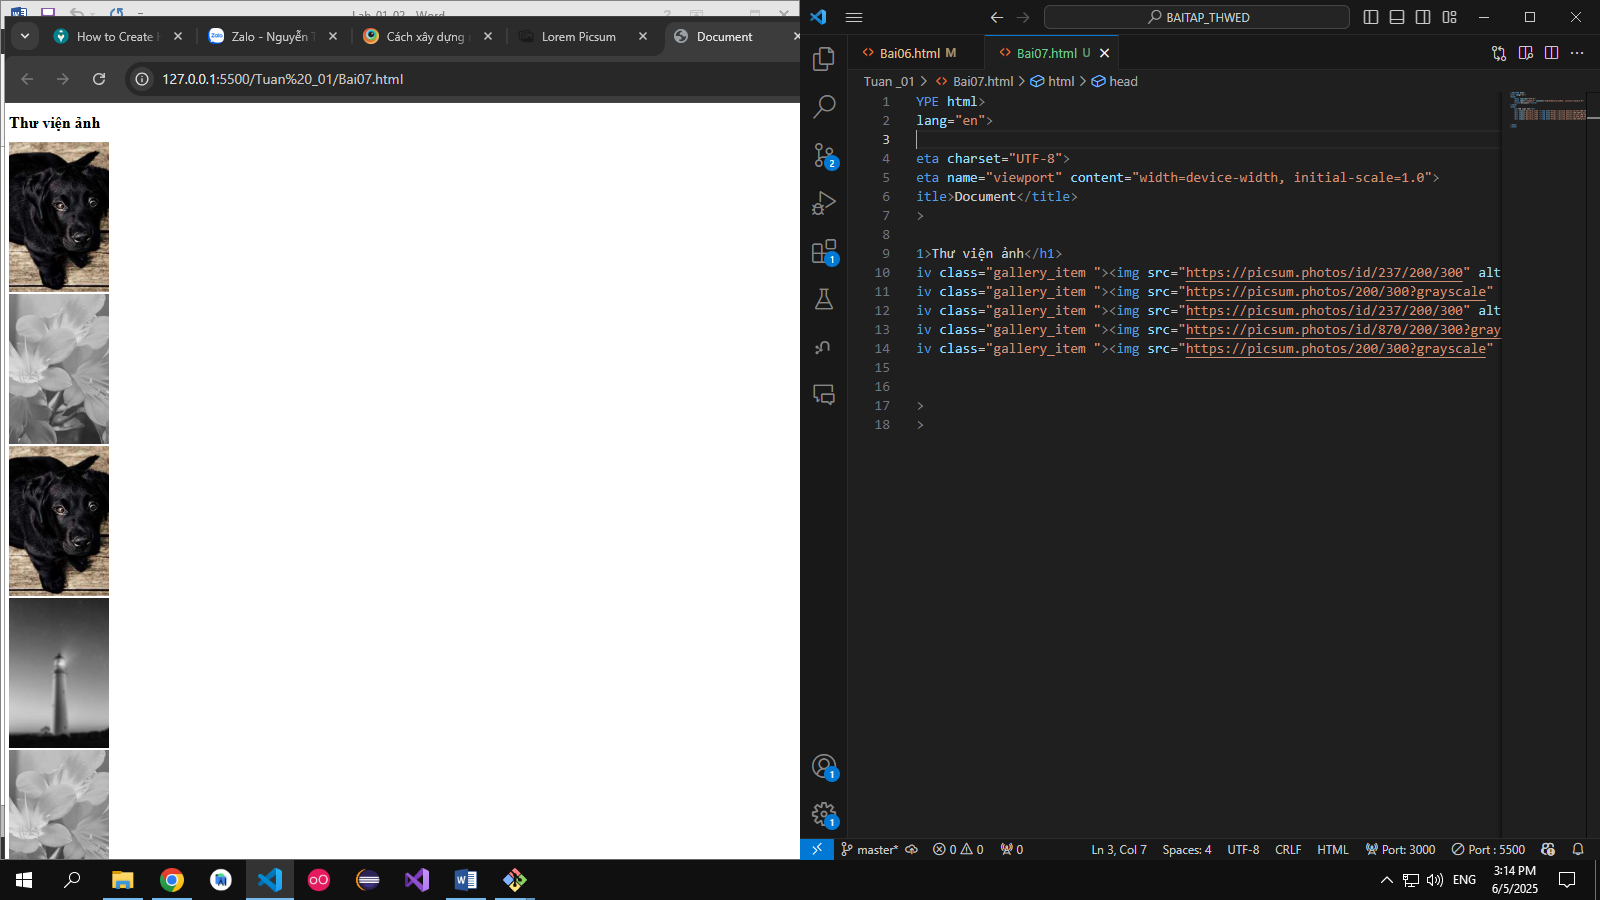 Lab_01_02 - Word
How to Create
Zalo - Nguyễn T
Cách xây dựng
Lorem Picsum
Document
127.0.0.1:5500/Tuan%20_01/Bai07.html
Thư viện ảnh
BAITAP_THWED
Bai06.html M
Bai07.html U
Tuan _01 > Bai07.html > html > head
1 YPE html>
2 lang="en">
3
4 eta charset="UTF-8">
5 eta name="viewport" content="width=device-width, initial-scale=1.0">
6 itle>Document</title>
7 >
8
9 1>Thư viện ảnh</h1>
10 iv class="gallery_item "><img src="https://picsum.photos/id/237/200/300" alt
11 iv class="gallery_item "><img src="https://picsum.photos/200/300?grayscale"
12 iv class="gallery_item "><img src="https://picsum.photos/id/237/200/300" alt
13 iv class="gallery_item "><img src="https://picsum.photos/id/870/200/300?gray
14 iv class="gallery_item "><img src="https://picsum.photos/200/300?grayscale"
15
16
17 >
18 >
2
1
1
1
master* 0 0 0 Ln 3, Col 7 Spaces: 4 UTF-8 CRLF HTML Port: 3000 Port : 5500
ENG
3:14 PM
6/5/2025